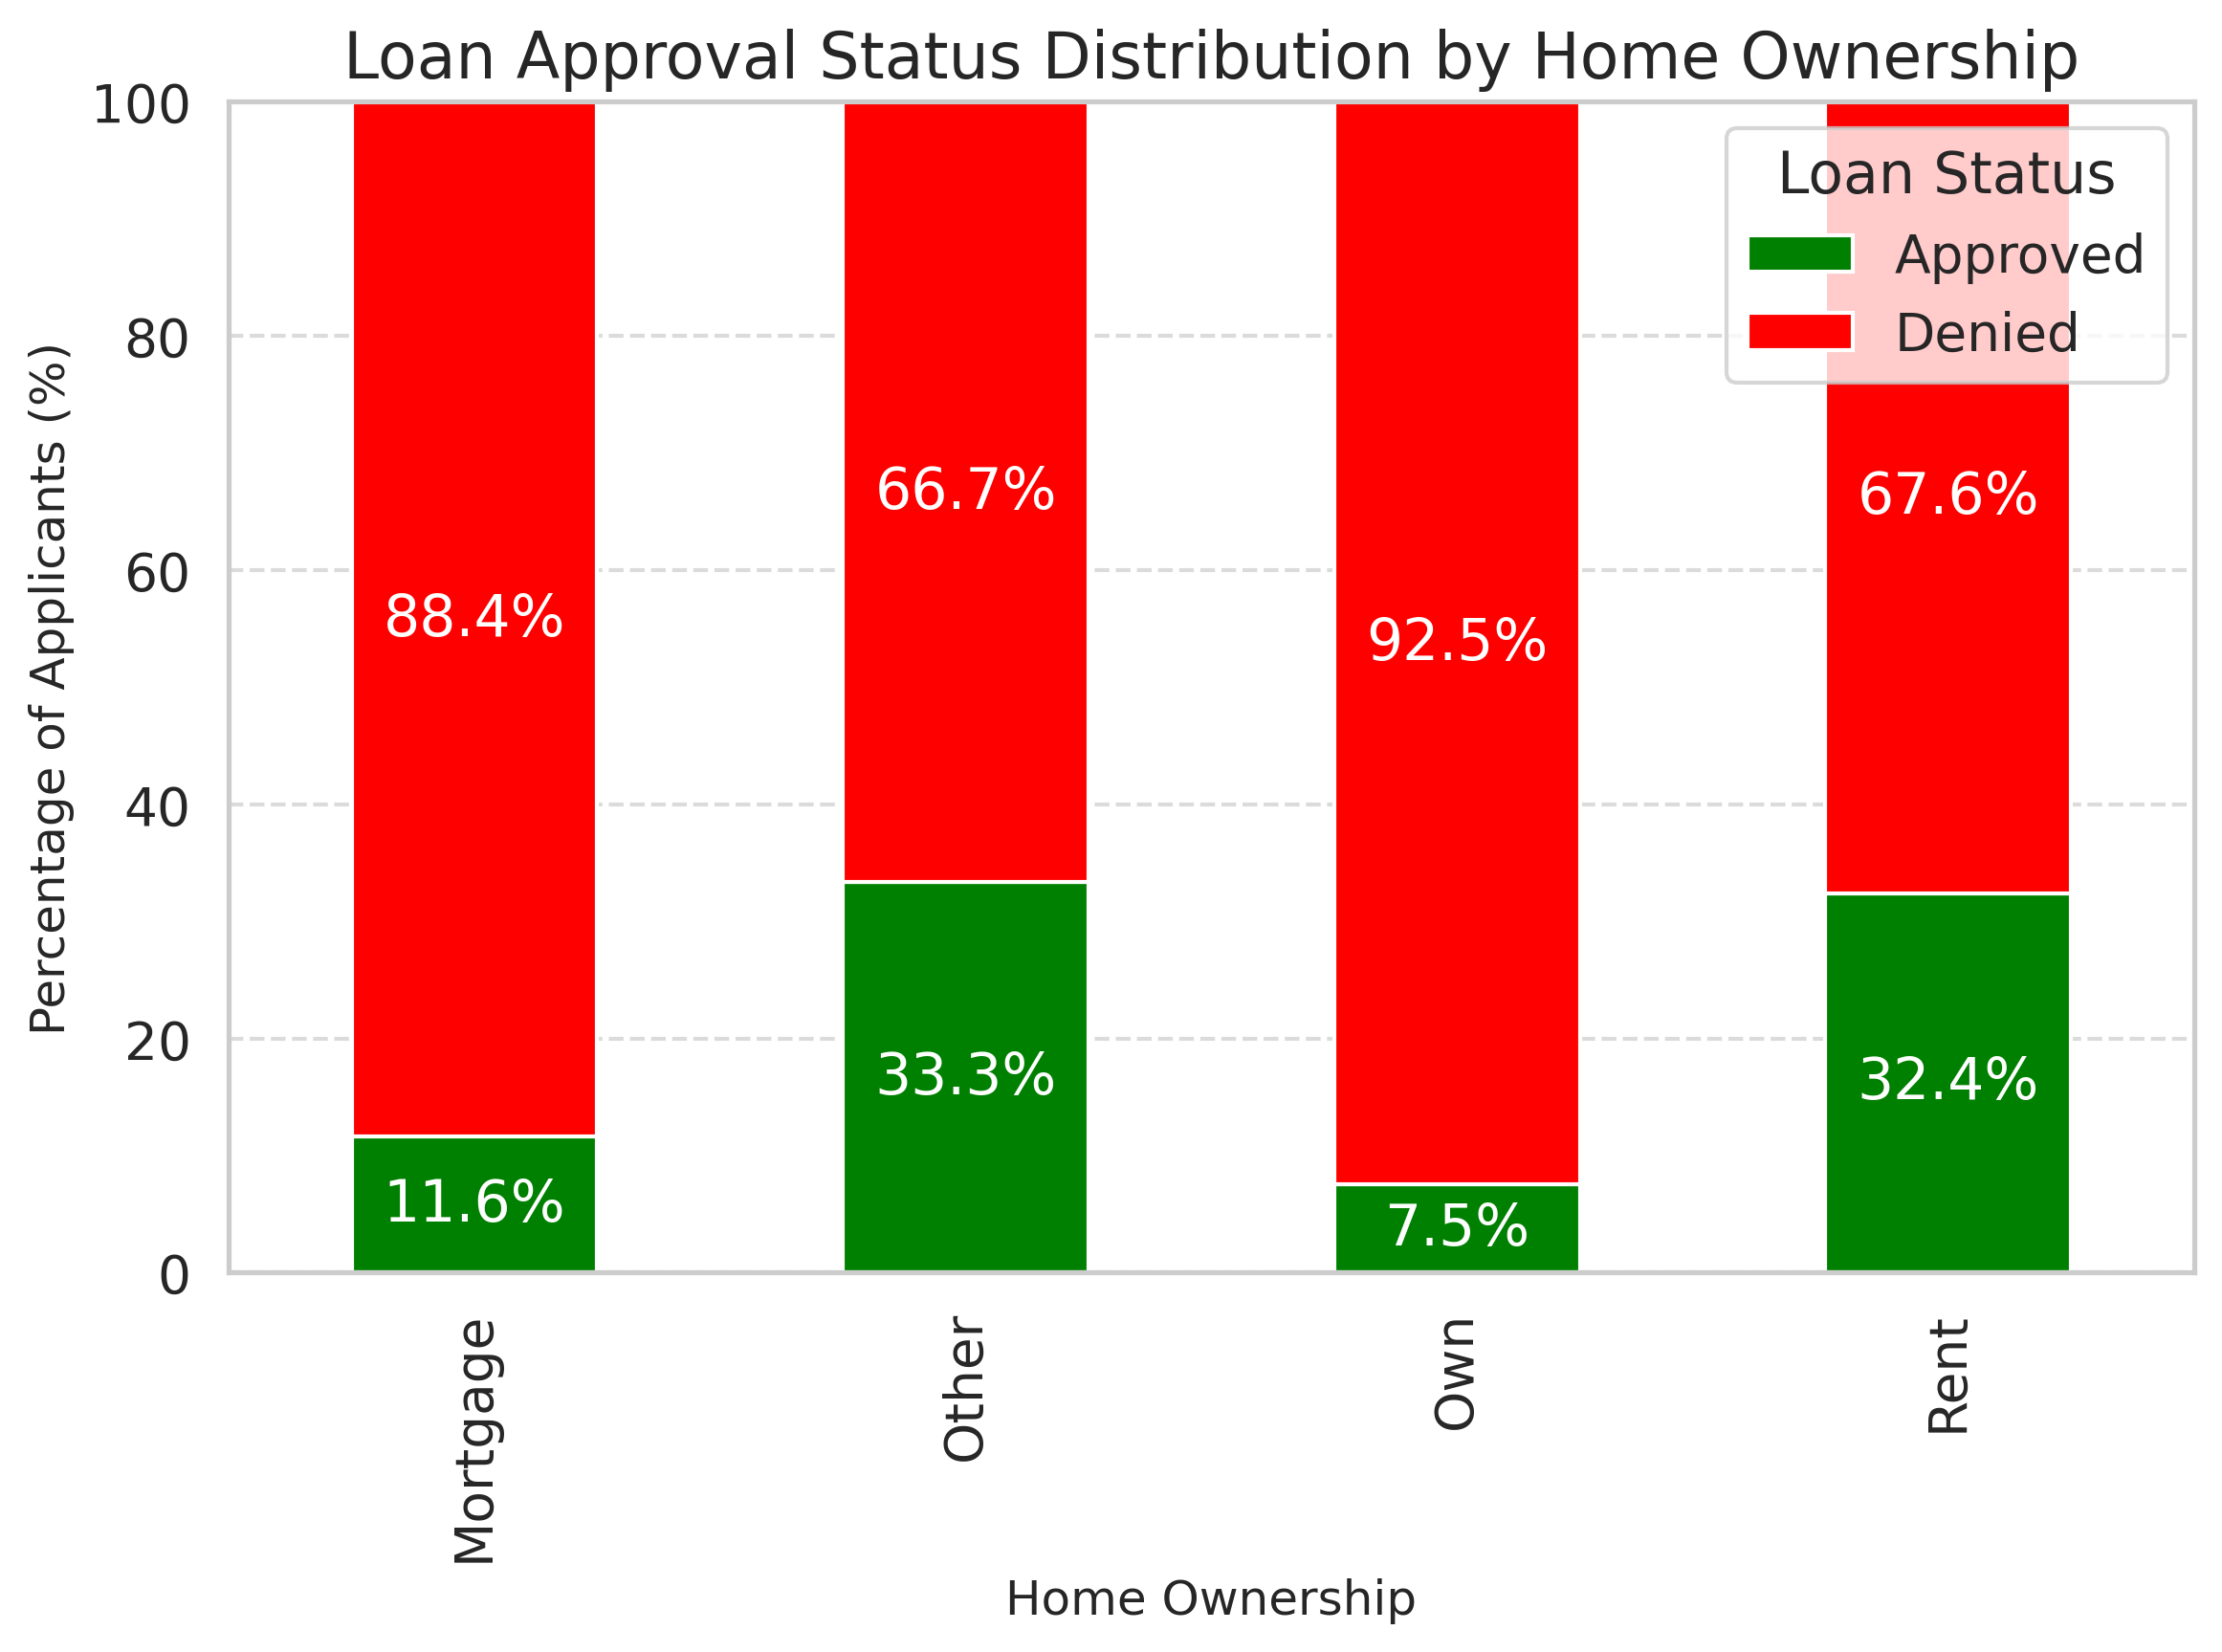 Loan Approval Status Distribution by Home Ownership
Percentage of Applicants (%)
100
80
60
40
20
0
Loan Status
Approved
Denied
88.4%
66.7%
92.5%
67.6%
11.6%
33.3%
7.5%
32.4%
Mortgage
Other
Own
Rent
Home Ownership